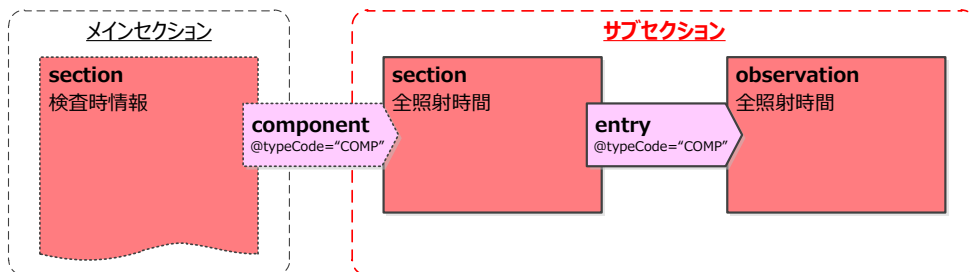 メインセクション
サブセクション
section
検査時情報
component
@typeCode=“COMP”
section
全照射時間
entry
@typeCode=“COMP”
observation
全照射時間